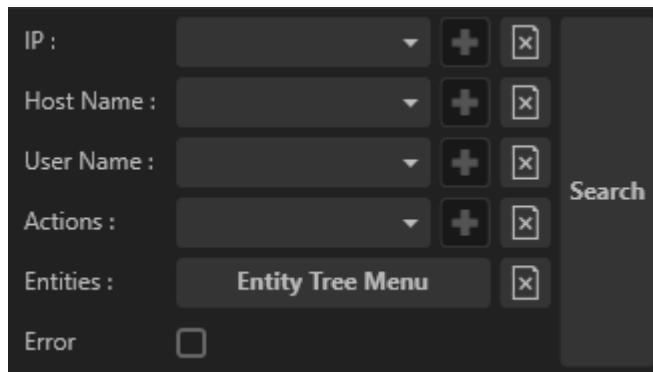 IP :
Host Name :
User Name :
Actions :
Entities : Entity Tree Menu
Error
Search